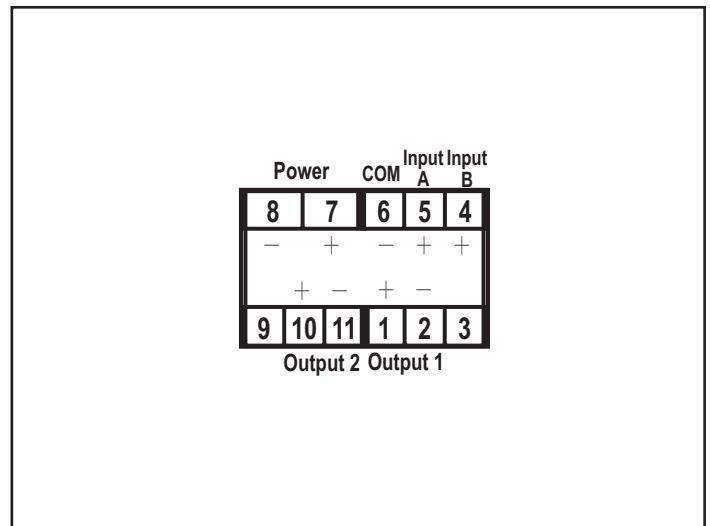 Power COM Input A Input B
8 7 6 5 4
− + − + +
+ − + −
9 10 11 1 2 3
Output 2 Output 1